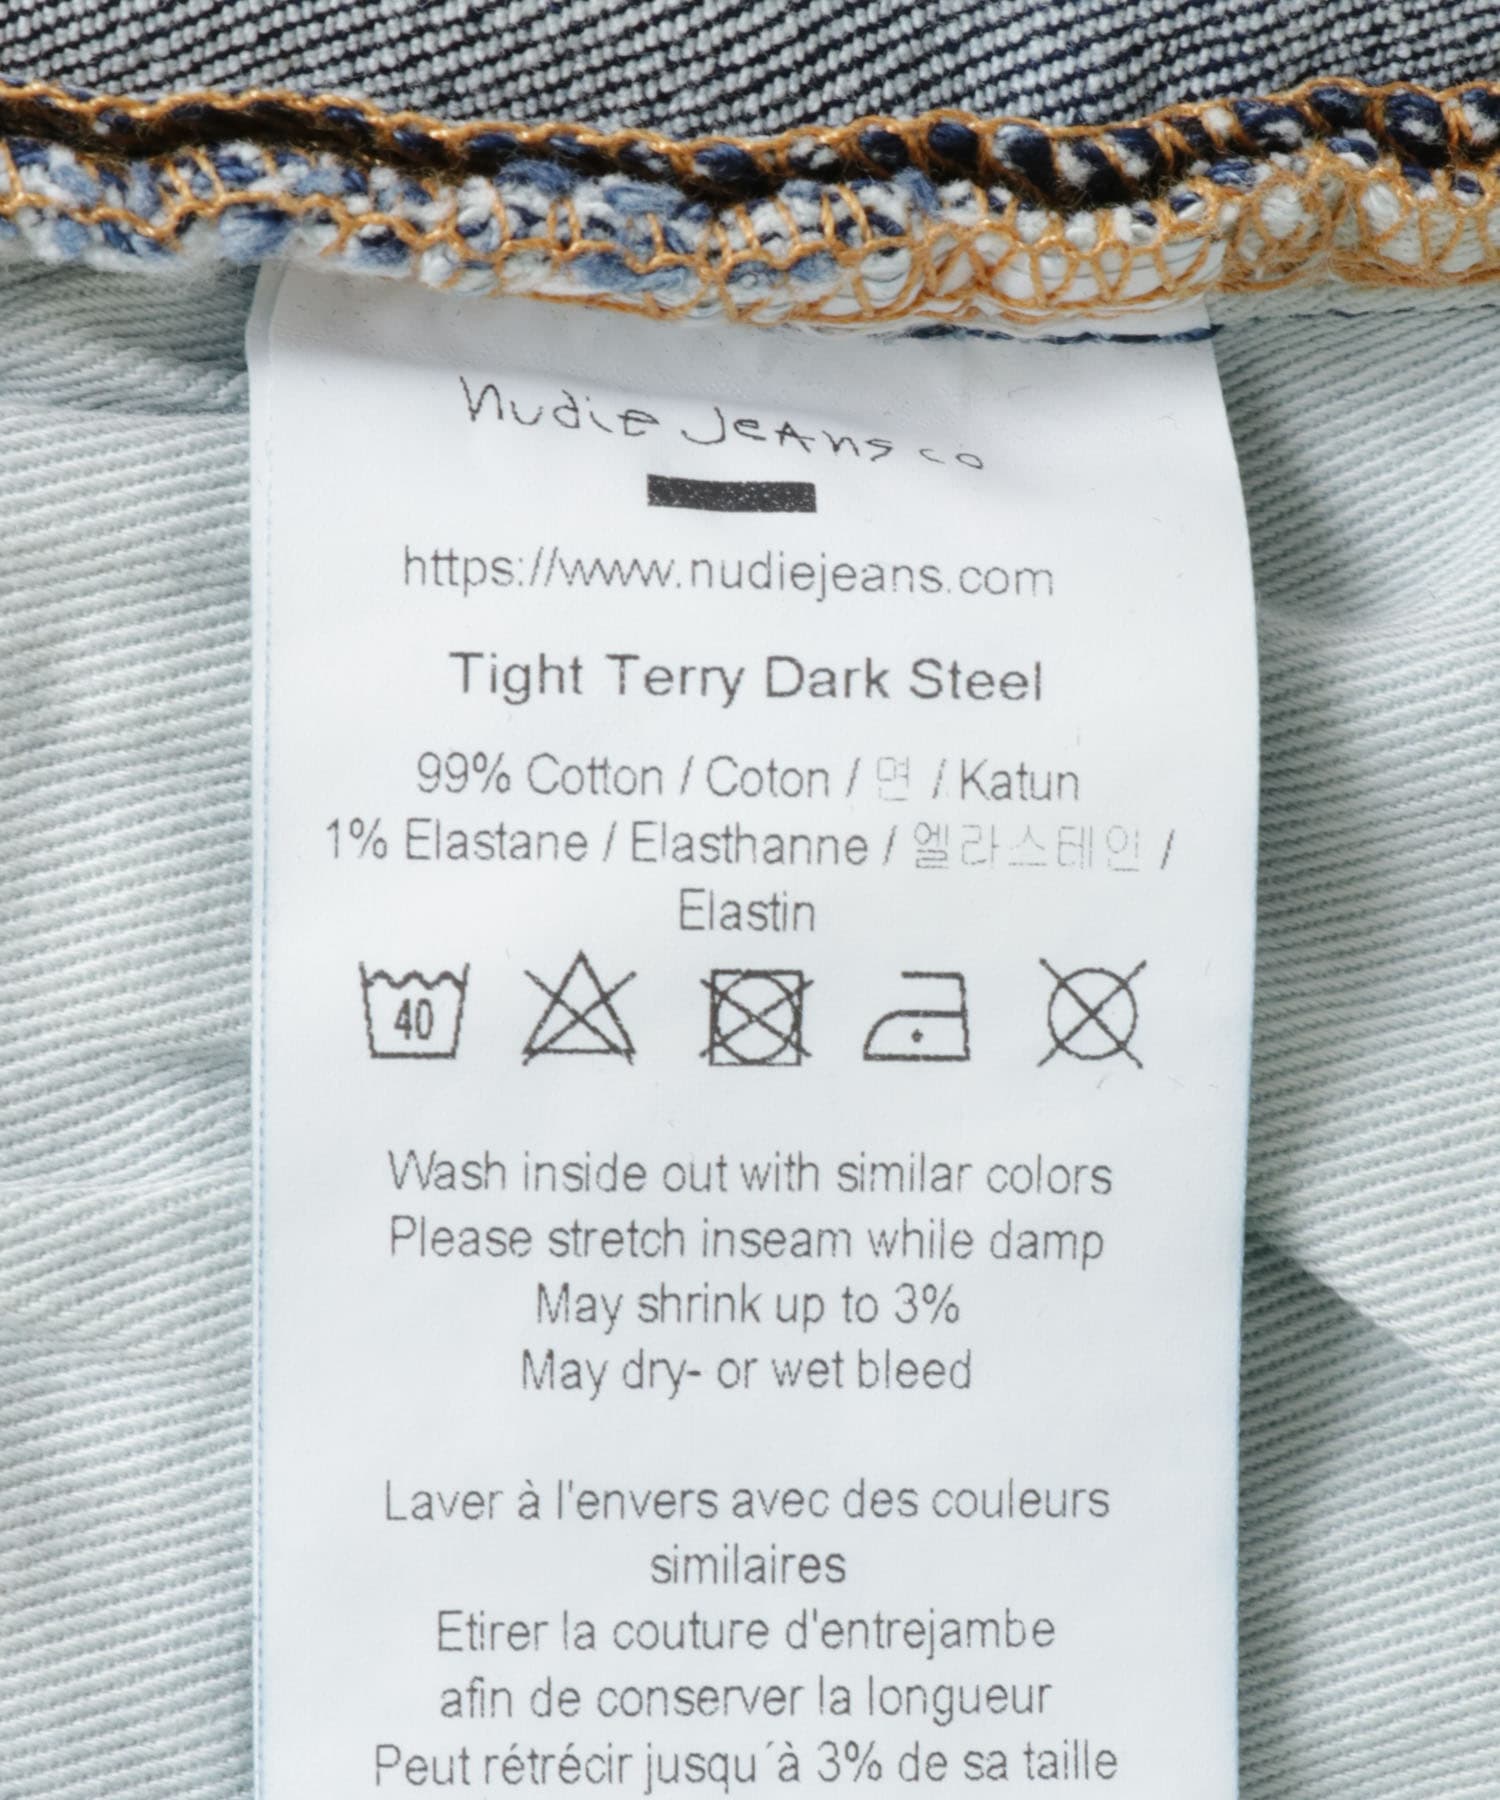 nudie Jeans co
https://www.nudiejeans.com
Tight Terry Dark Steel
99% Cotton / Coton / 면 / Katun
1% Elastane / Elasthanne / 엘라스테인 /
Elastin
40
Wash inside out with similar colors
Please stretch inseam while damp
May shrink up to 3%
May dry- or wet bleed
Laver à l'envers avec des couleurs
similaires
Etirer la couture d'entrejambe
afin de conserver la longueur
Peut rétrécir jusqu´à 3% de sa taille